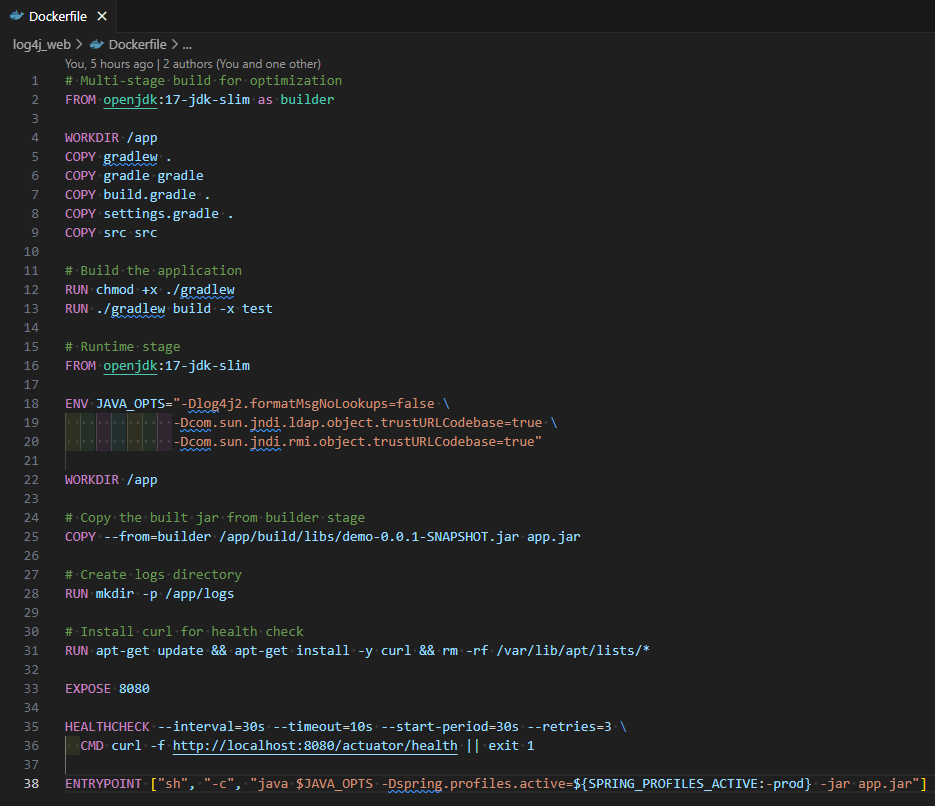 Dockerfile
log4j_web > Dockerfile > ...
You, 5 hours ago | 2 authors (You and one other)
1 # Multi-stage build for optimization
2 FROM openjdk:17-jdk-slim as builder
3
4 WORKDIR /app
5 COPY gradlew .
6 COPY gradle gradle
7 COPY build.gradle .
8 COPY settings.gradle .
9 COPY src src
10
11 # Build the application
12 RUN chmod +x ./gradlew
13 RUN ./gradlew build -x test
14
15 # Runtime stage
16 FROM openjdk:17-jdk-slim
17
18 ENV JAVA_OPTS="-Dlog4j2.formatMsgNoLookups=false \
19 -Dcom.sun.jndi.ldap.object.trustURLCodebase=true \
20 -Dcom.sun.jndi.rmi.object.trustURLCodebase=true"
21
22 WORKDIR /app
23
24 # Copy the built jar from builder stage
25 COPY --from=builder /app/build/libs/demo-0.0.1-SNAPSHOT.jar app.jar
26
27 # Create logs directory
28 RUN mkdir -p /app/logs
29
30 # Install curl for health check
31 RUN apt-get update && apt-get install -y curl && rm -rf /var/lib/apt/lists/*
32
33 EXPOSE 8080
34
35 HEALTHCHECK --interval=30s --timeout=10s --start-period=30s --retries=3 \
36 CMD curl -f http://localhost:8080/actuator/health || exit 1
37
38 ENTRYPOINT ["sh", "-c", "java $JAVA_OPTS -Dspring.profiles.active=${SPRING_PROFILES_ACTIVE:-prod} -jar app.jar"]